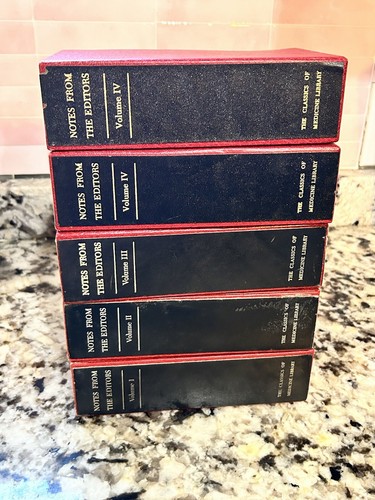 NOTES FROM
THE EDITORS
Volume IV
THE CLASSICS OF
MEDICINE LIBRARY
NOTES FROM
THE EDITORS
Volume IV
THE CLASSICS OF
MEDICINE LIBRARY
NOTES FROM
THE EDITORS
Volume III
THE CLASSICS OF
MEDICINE LIBRARY
NOTES FROM
THE EDITORS
Volume II
THE CLASSICS OF
MEDICINE LIBRARY
NOTES FROM
THE EDITORS
Volume I
THE CLASSICS OF
MEDICINE LIBRARY